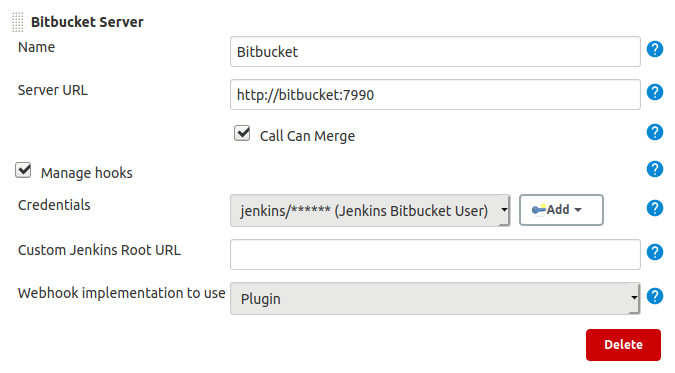 Bitbucket Server
Name
Bitbucket
Server URL
http://bitbucket:7990
Call Can Merge
Manage hooks
Credentials
jenkins/****** (Jenkins Bitbucket User)
Add
Custom Jenkins Root URL
Webhook implementation to use
Plugin
Delete